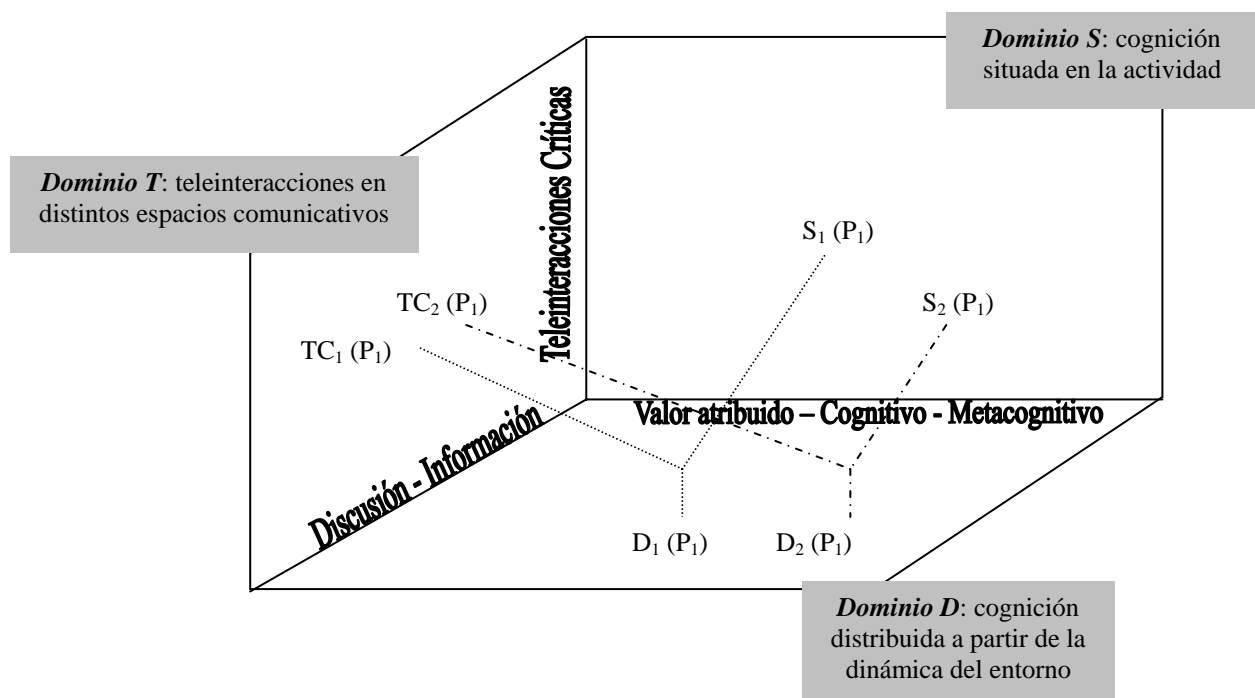 Dominio S: cognición
situada en la actividad
Dominio T: teleinteracciones en
distintos espacios comunicativos
Teleinteracciones Críticas
S₁ (P₁)
TC₂ (P₁)
S₂ (P₁)
TC₁ (P₁)
Valor atribuido – Cognitivo - Metacognitivo
Discusión - Información
D₁ (P₁)
D₂ (P₁)
Dominio D: cognición
distribuida a partir de la
dinámica del entorno